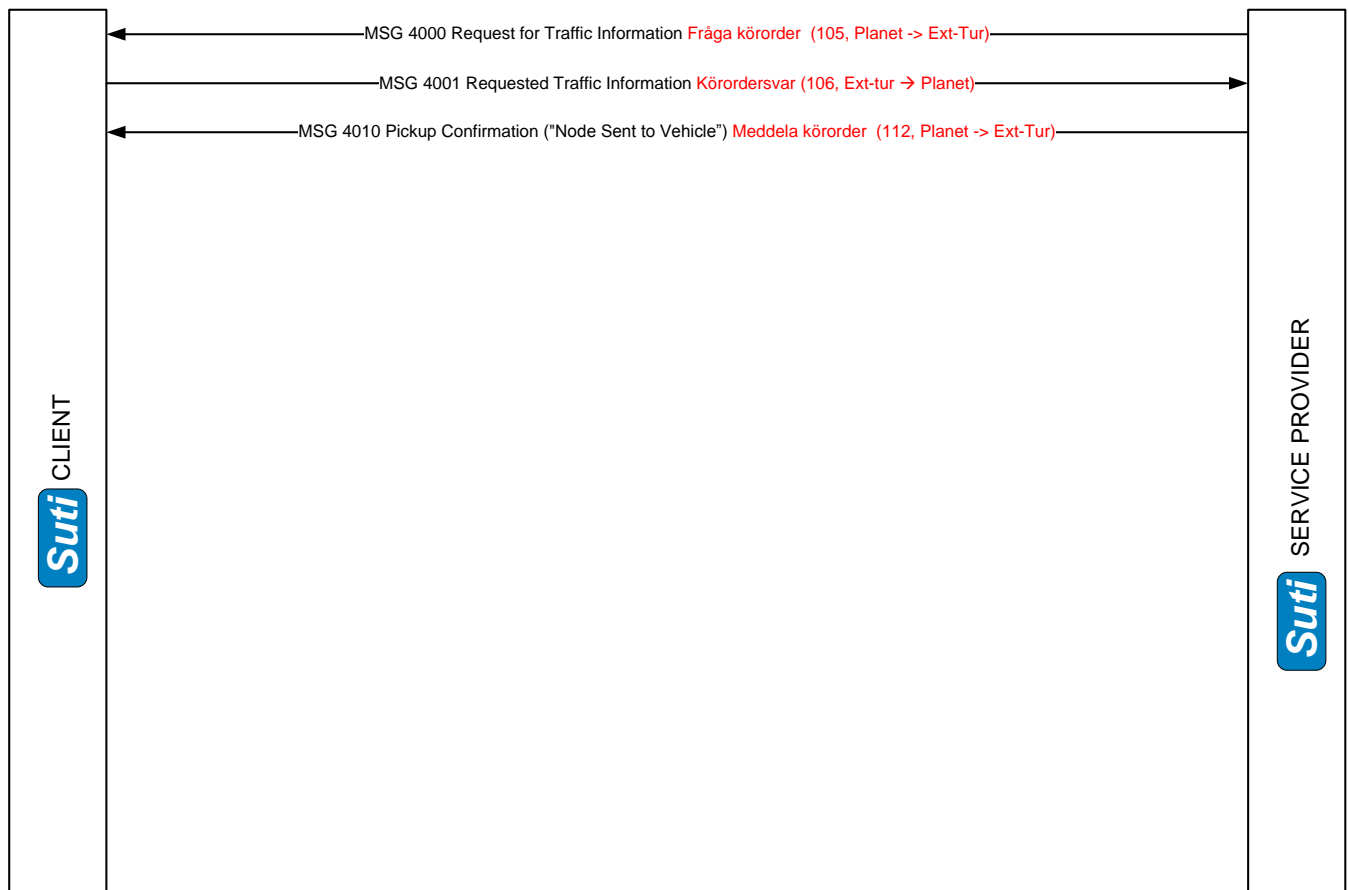 MSG 4000 Request for Traffic Information Fråga körorder  (105, Planet -> Ext-Tur)
MSG 4001 Requested Traffic Information Körordersvar (106, Ext-tur → Planet)
MSG 4010 Pickup Confirmation ("Node Sent to Vehicle”) Meddela körorder  (112, Planet -> Ext-Tur)
Suti CLIENT
Suti SERVICE PROVIDER